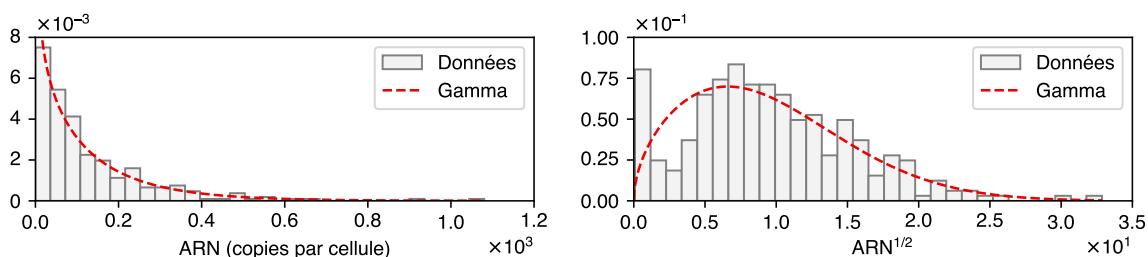 ×10⁻³
8
6
4
2
0
0.0 0.2 0.4 0.6 0.8 1.0 1.2
ARN (copies par cellule)
×10³
Données
Gamma
×10⁻¹
1.00
0.75
0.50
0.25
0.00
0.0 0.5 1.0 1.5 2.0 2.5 3.0 3.5
ARN¹ᐟ²
×10¹
Données
Gamma